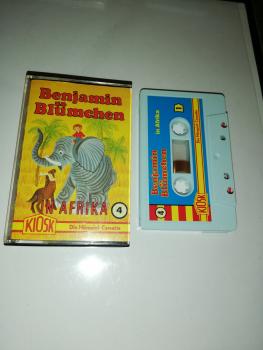 Benjamin
Blümchen
IN AFRIKA 4
KIOSK
Die Hörspiel-Cassette
in Afrika
Benjamin
Blümchen
4
KIOSK